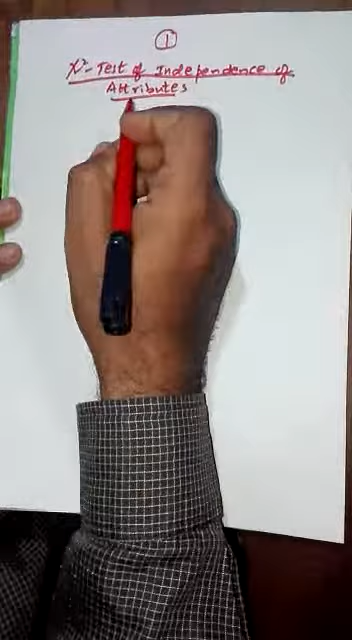 1
χ²-Test of Independence of
Attributes